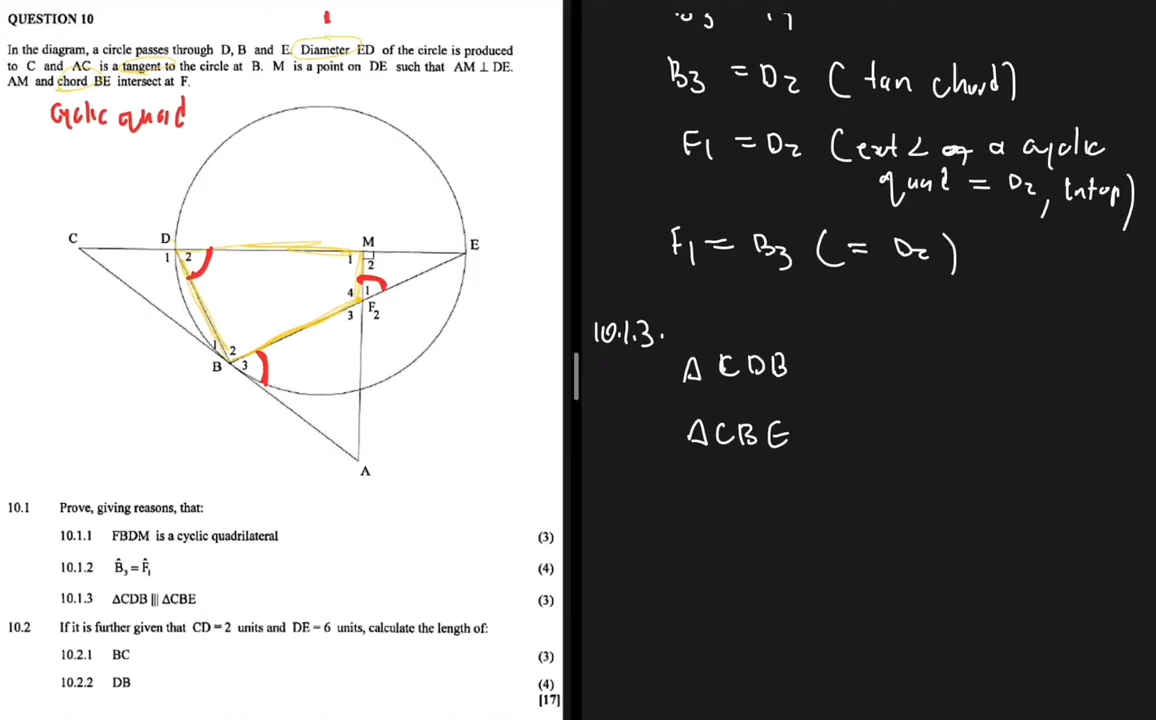 QUESTION 10
In the diagram, a circle passes through D, B and E. Diameter ED of the circle is produced
to C and AC is a tangent to the circle at B. M is a point on DE such that AM ⊥ DE.
AM and chord BE intersect at F.
cyclic quad
C D M E
1 2 1 2
4 1
3 F 2
1 2
B 3
A
10.1 Prove, giving reasons, that:
10.1.1 FBDM is a cyclic quadrilateral (3)
10.1.2 B̂₃ = F̂₁ (4)
10.1.3 ΔCDB ||| ΔCBE (3)
10.2 If it is further given that CD = 2 units and DE = 6 units, calculate the length of:
10.2.1 BC (3)
10.2.2 DB (4)
[17]
B3 = D2 (tan chord)
F1 = D2 (ext < of a cyclic
quad = D2, int op)
F1 = B3 (= D2)
10.1.3.
Δ CDB
Δ CBE